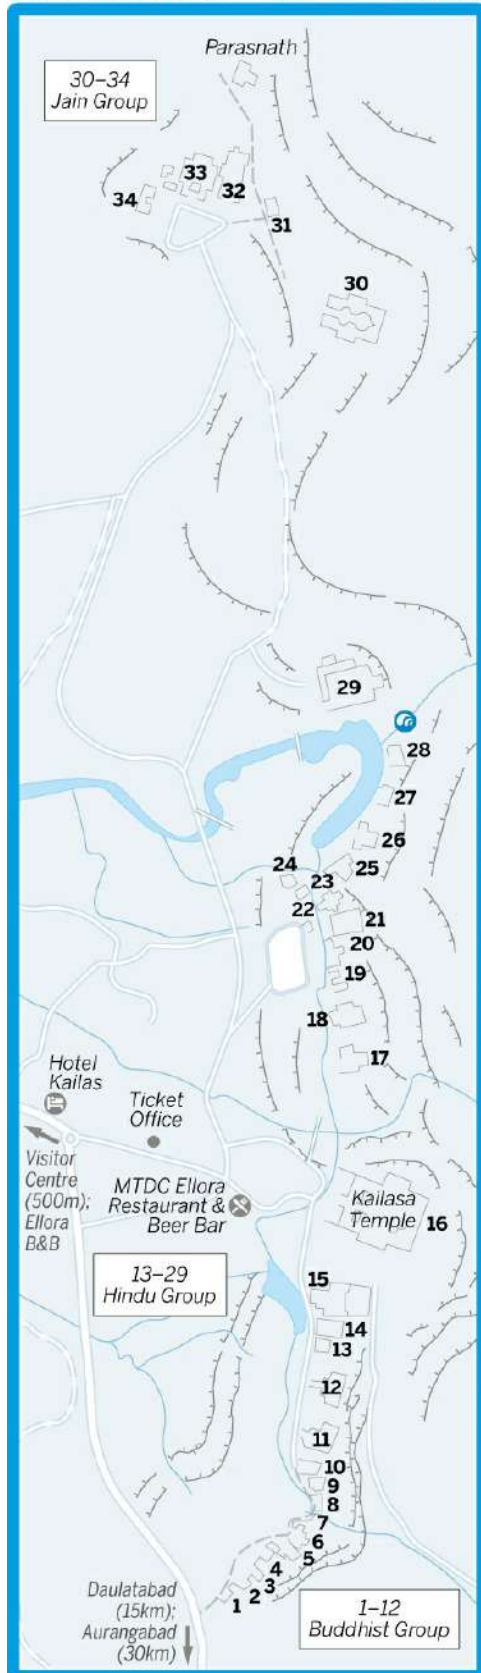 Parasnath
30–34
Jain Group
33
34
32
31
30
29
28
27
26
25
24
23
22
21
20
19
18
17
Hotel
Kailas
Ticket
Office
Visitor
Centre
(500m);
Ellora
B&B
MTDC Ellora
Restaurant &
Beer Bar
Kailasa
Temple
16
13–29
Hindu Group
15
14
13
12
11
10
9
8
7
6
5
4
3
2
1
Daulatabad
(15km);
Aurangabad
(30km)
1–12
Buddhist Group